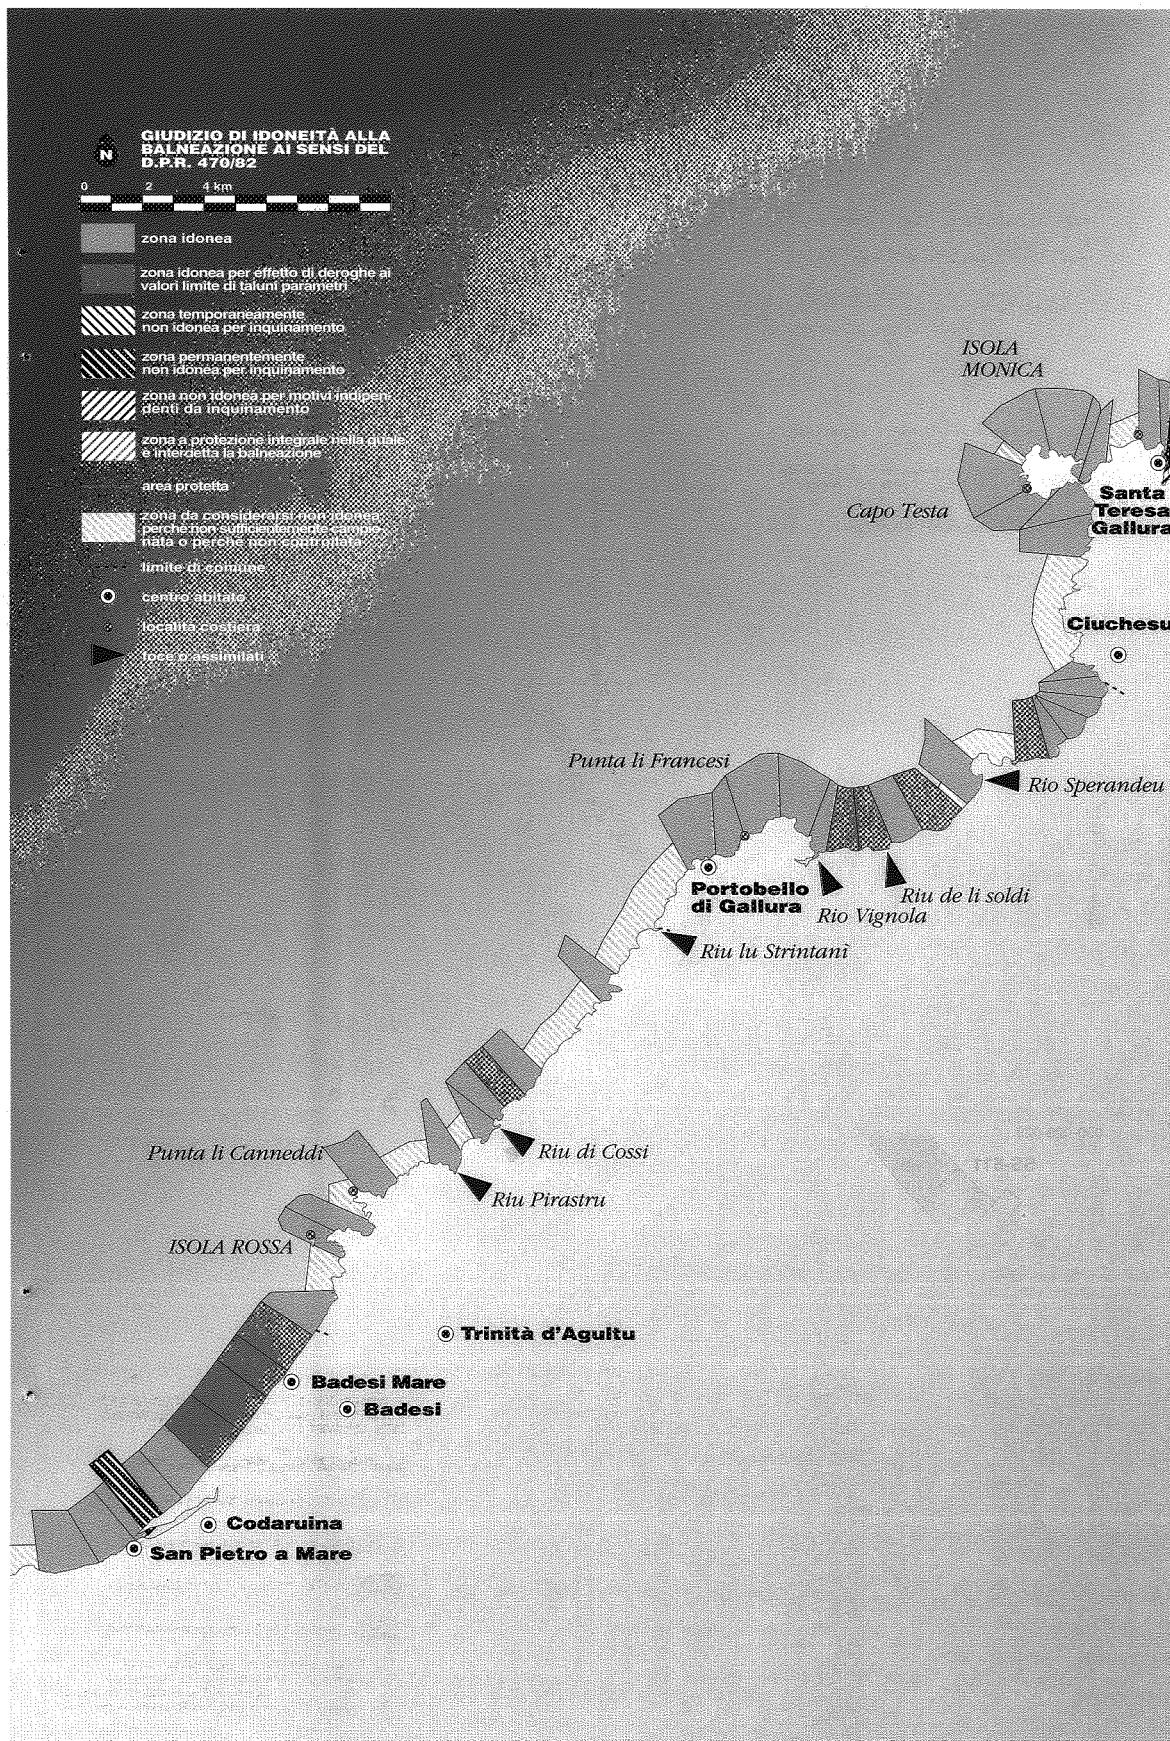 GIUDIZIO DI IDONEITÀ ALLA
BALNEAZIONE AI SENSI DEL
D.P.R. 470/82
N
0 2 4 km
zona idonea
zona idonea per effetto di deroghe ai
valori limite di taluni parametri
zona temporaneamente
non idonea per inquinamento
zona permanentemente
non idonea per inquinamento
zona non idonea per motivi indipen-
denti da inquinamento
zona a protezione integrale nella quale
è interdetta la balneazione
area protetta
zona da considerarsi non idonea
perché non sufficientemente campio-
nata o perché non controllata
limite di comune
centro abitato
località costiera
foce o assimilati
ISOLA
MONICA
Capo Testa
Santa
Teresa
Gallura
Ciuchesu
Punta li Francesi
Rio Sperandeu
Portobello
di Gallura
Riu de li soldi
Rio Vignola
Riu lu Strintanì
Punta li Canneddi
Riu di Cossi
Riu Pirastru
ISOLA ROSSA
Trinità d'Agultu
Badesi Mare
Badesi
Codaruina
San Pietro a Mare